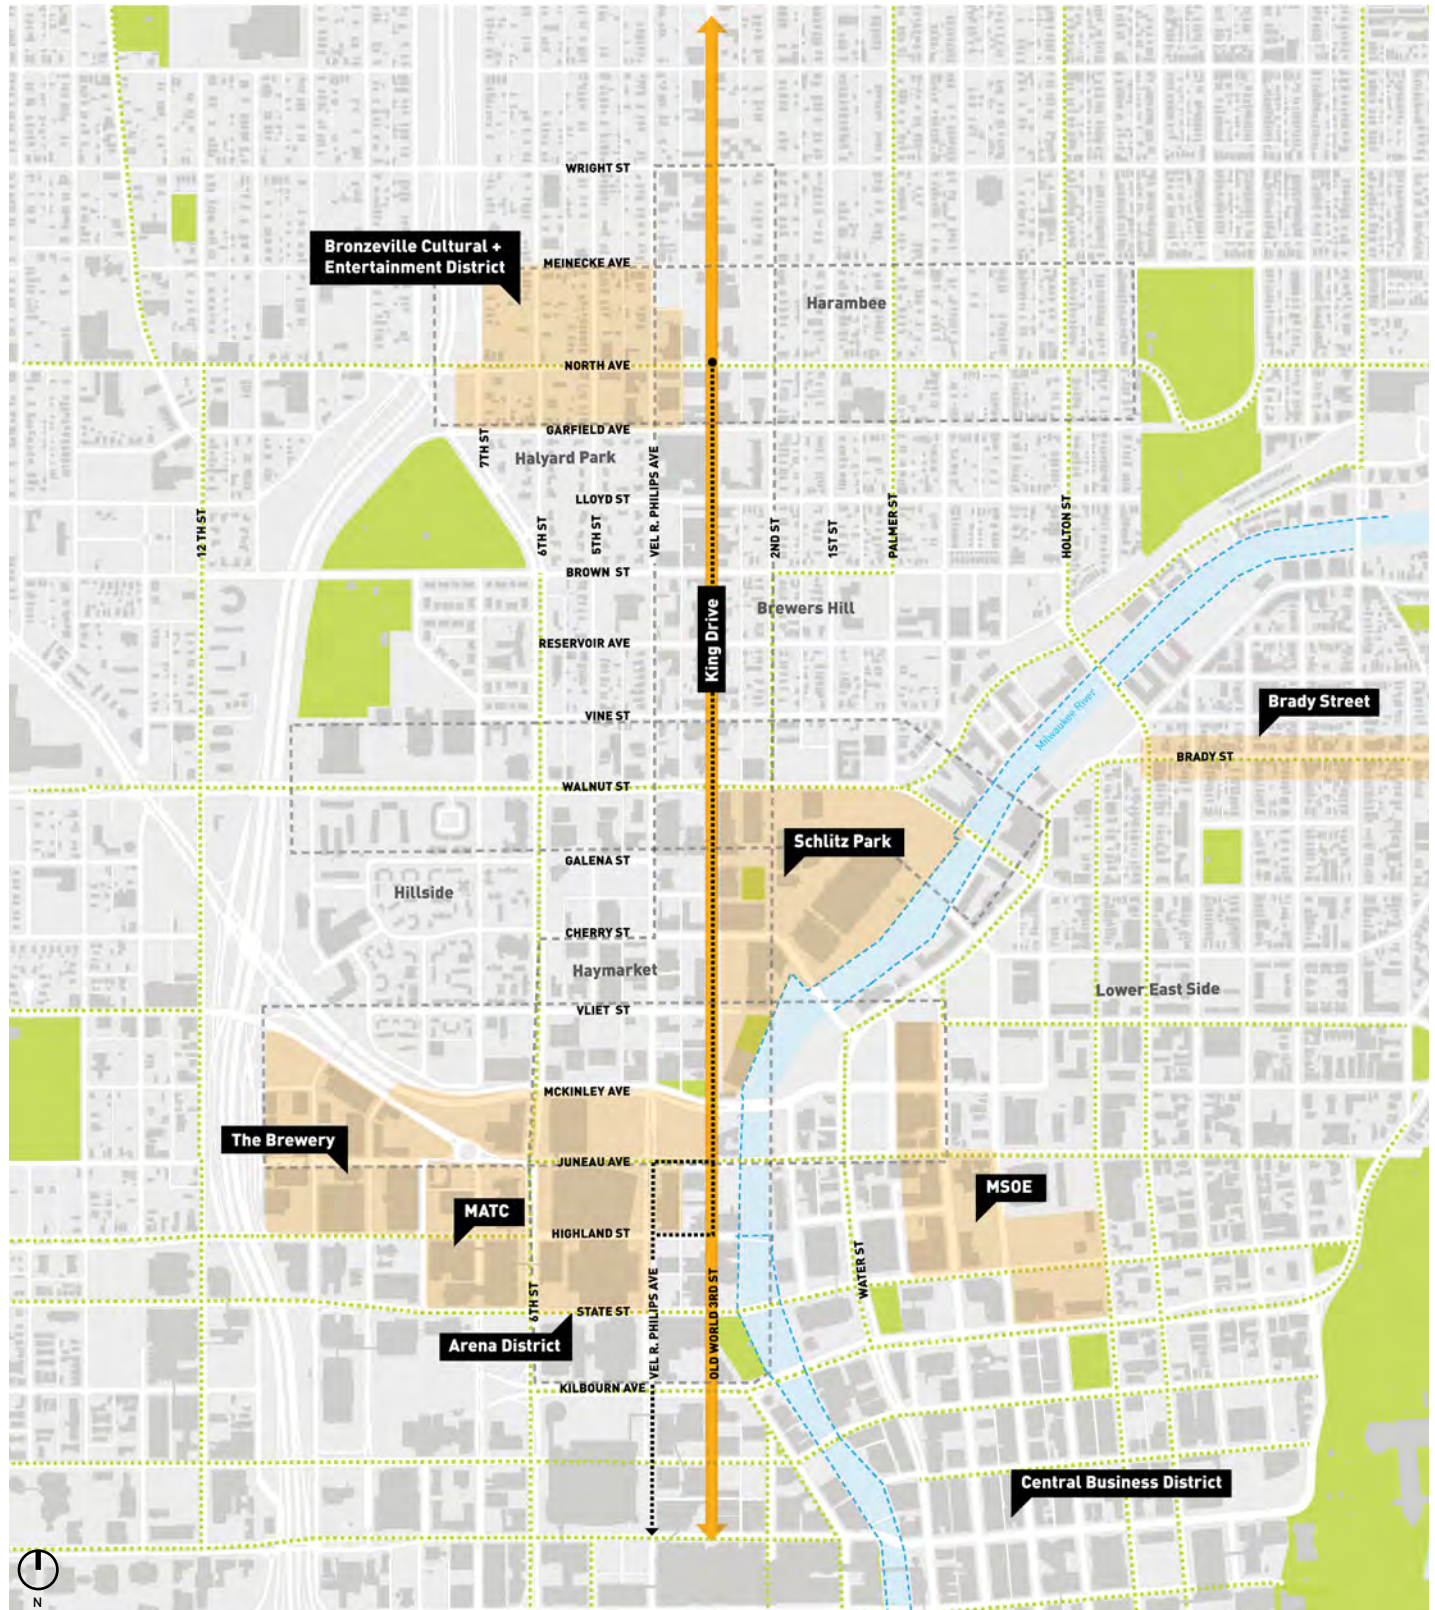 WRIGHT ST
Bronzeville Cultural +
Entertainment District
MEINECKE AVE
Harambee
NORTH AVE
GARFIELD AVE
7TH ST
Halyard Park
VEL R. PHILIPS AVE
LLOYD ST
12 TH ST
6TH ST
5TH ST
2ND ST
1ST ST
PALMER ST
HOLTON ST
BROWN ST
King Drive
Brewers Hill
RESERVOIR AVE
Milwaukee River
Brady Street
VINE ST
BRADY ST
WALNUT ST
Schlitz Park
GALENA ST
Hillside
CHERRY ST
Haymarket
Lower East Side
VLIET ST
MCKINLEY AVE
The Brewery
JUNEAU AVE
MATC
MSOE
HIGHLAND ST
WATER ST
6TH ST
VEL R. PHILIPS AVE
OLD WORLD 3RD ST
STATE ST
Arena District
KILBOURN AVE
Central Business District
N